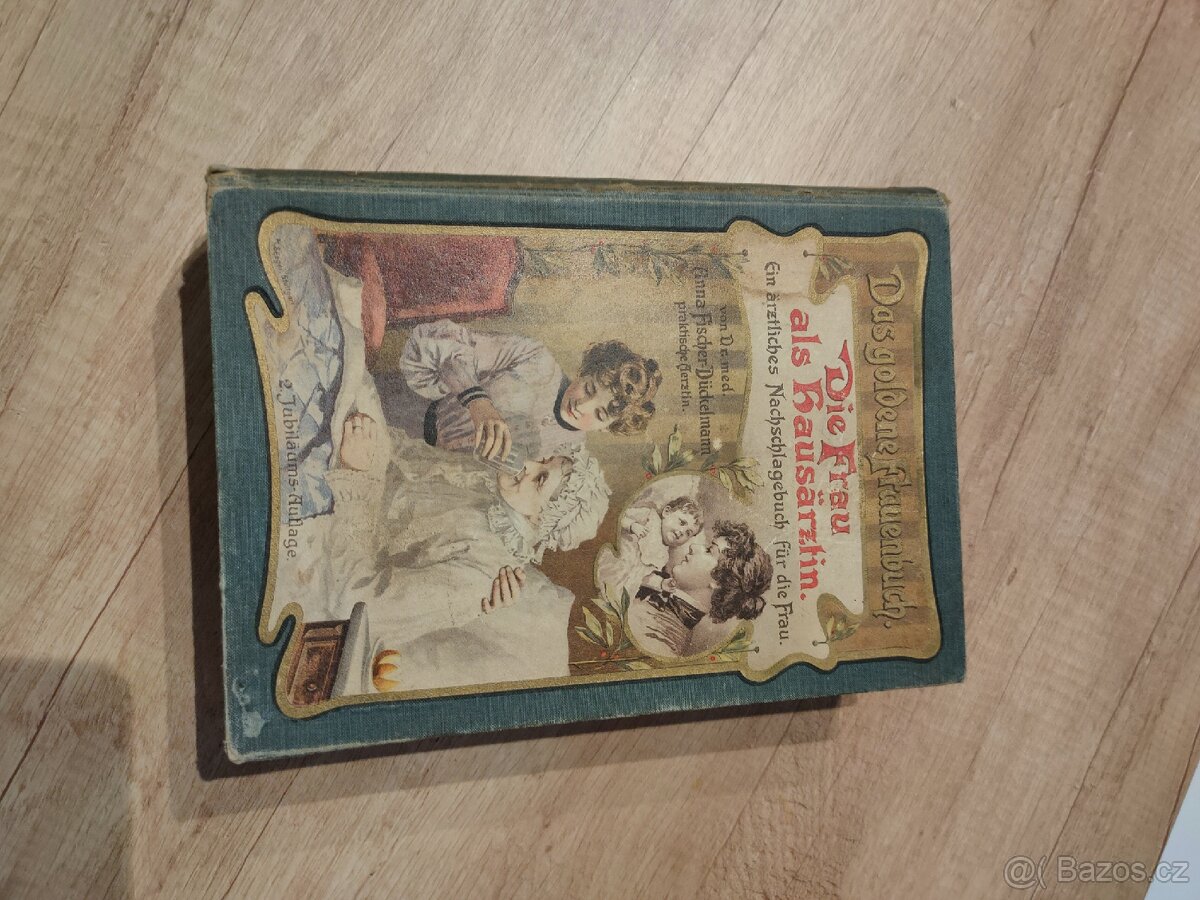 Das goldene Frauenbuch.
Die Frau
als Hausärztin.
Ein ärztliches Nachschlagebuch für die Frau.
von Dr. med.
Anna Fischer-Dückelmann
praktische Aerztin.
2. Jubiläums-Auflage.
@( Bazos.cz